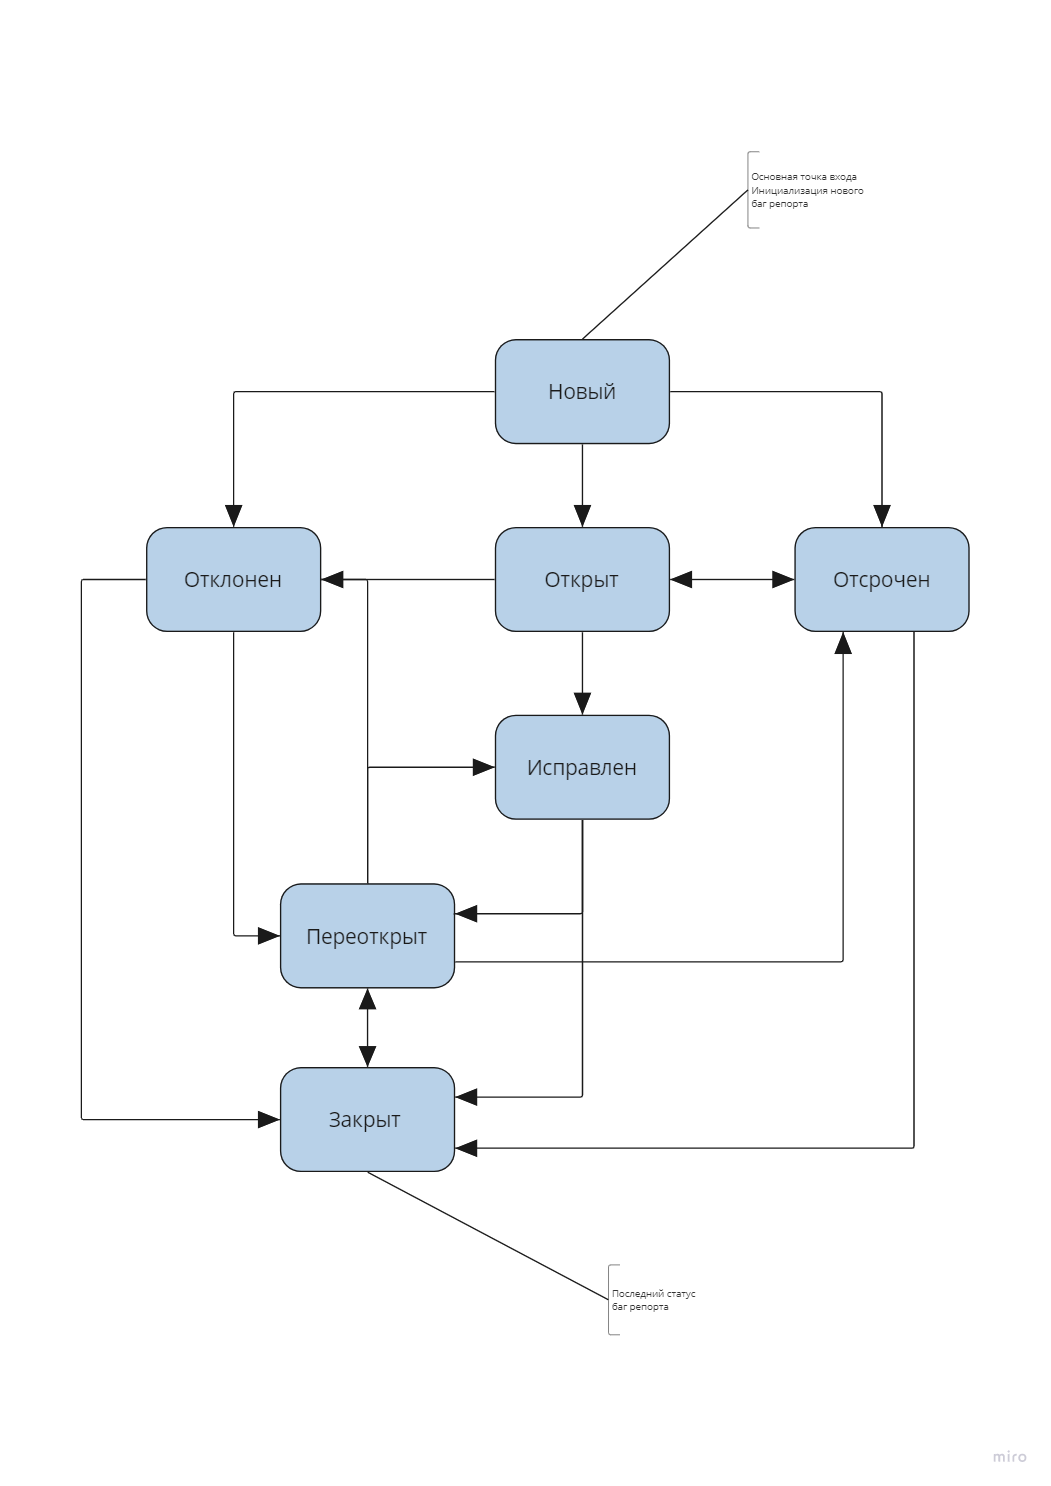 Основная точка входа
Инициализация нового
баг репорта
Новый
Отклонен
Открыт
Отсрочен
Исправлен
Переоткрыт
Закрыт
Последний статус
баг репорта
miro